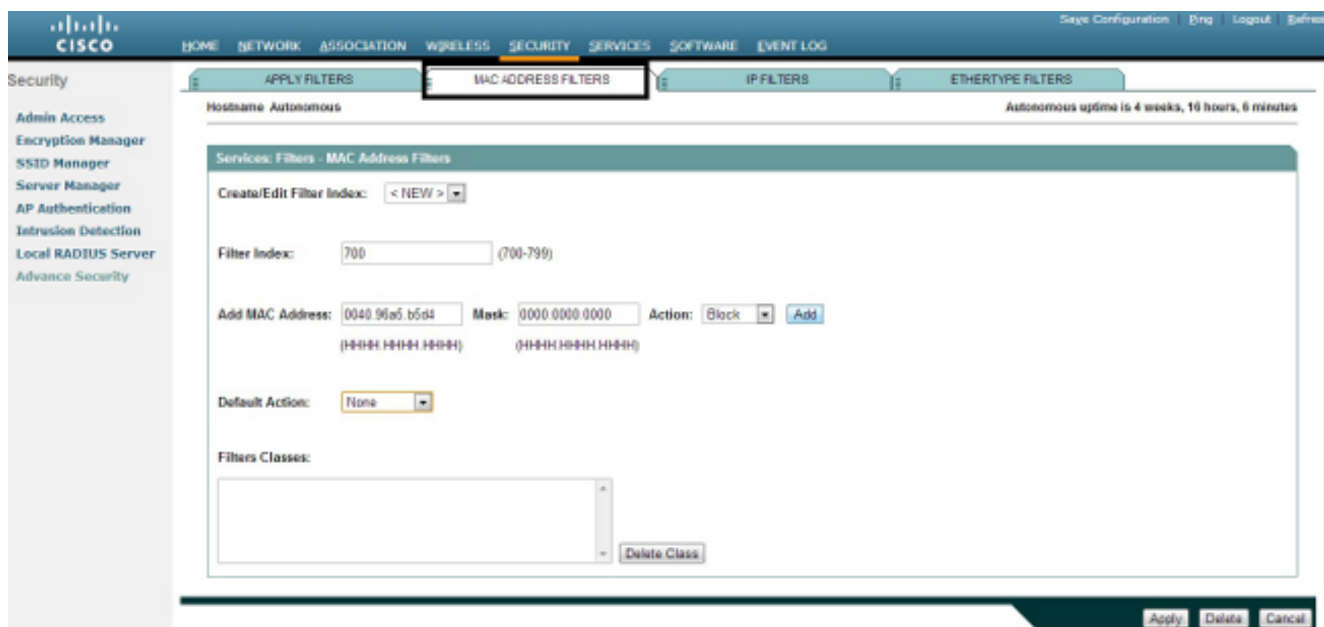 Save Configuration | Ping | Logout | Refres
CISCO
HOME NETWORK ASSOCIATION WIRELESS SECURITY SERVICES SOFTWARE EVENT LOG
Security
Admin Access
Encryption Manager
SSID Manager
Server Manager
AP Authentication
Intrusion Detection
Local RADIUS Server
Advance Security
APPLY FILTERS MAC ADDRESS FILTERS IP FILTERS ETHERTYPE FILTERS
Hostname Autonomous Autonomous uptime is 4 weeks, 16 hours, 6 minutes
Services: Filters - MAC Address Filters
Create/Edit Filter Index: < NEW >
Filter Index: 700 (700-799)
Add MAC Address: 0040.96a5.b5d4 Mask: 0000.0000.0000 Action: Block Add
(HHHH.HHHH.HHHH) (HHHH.HHHH.HHHH)
Default Action: None
Filters Classes:
Delete Class
Apply Delete Cancel